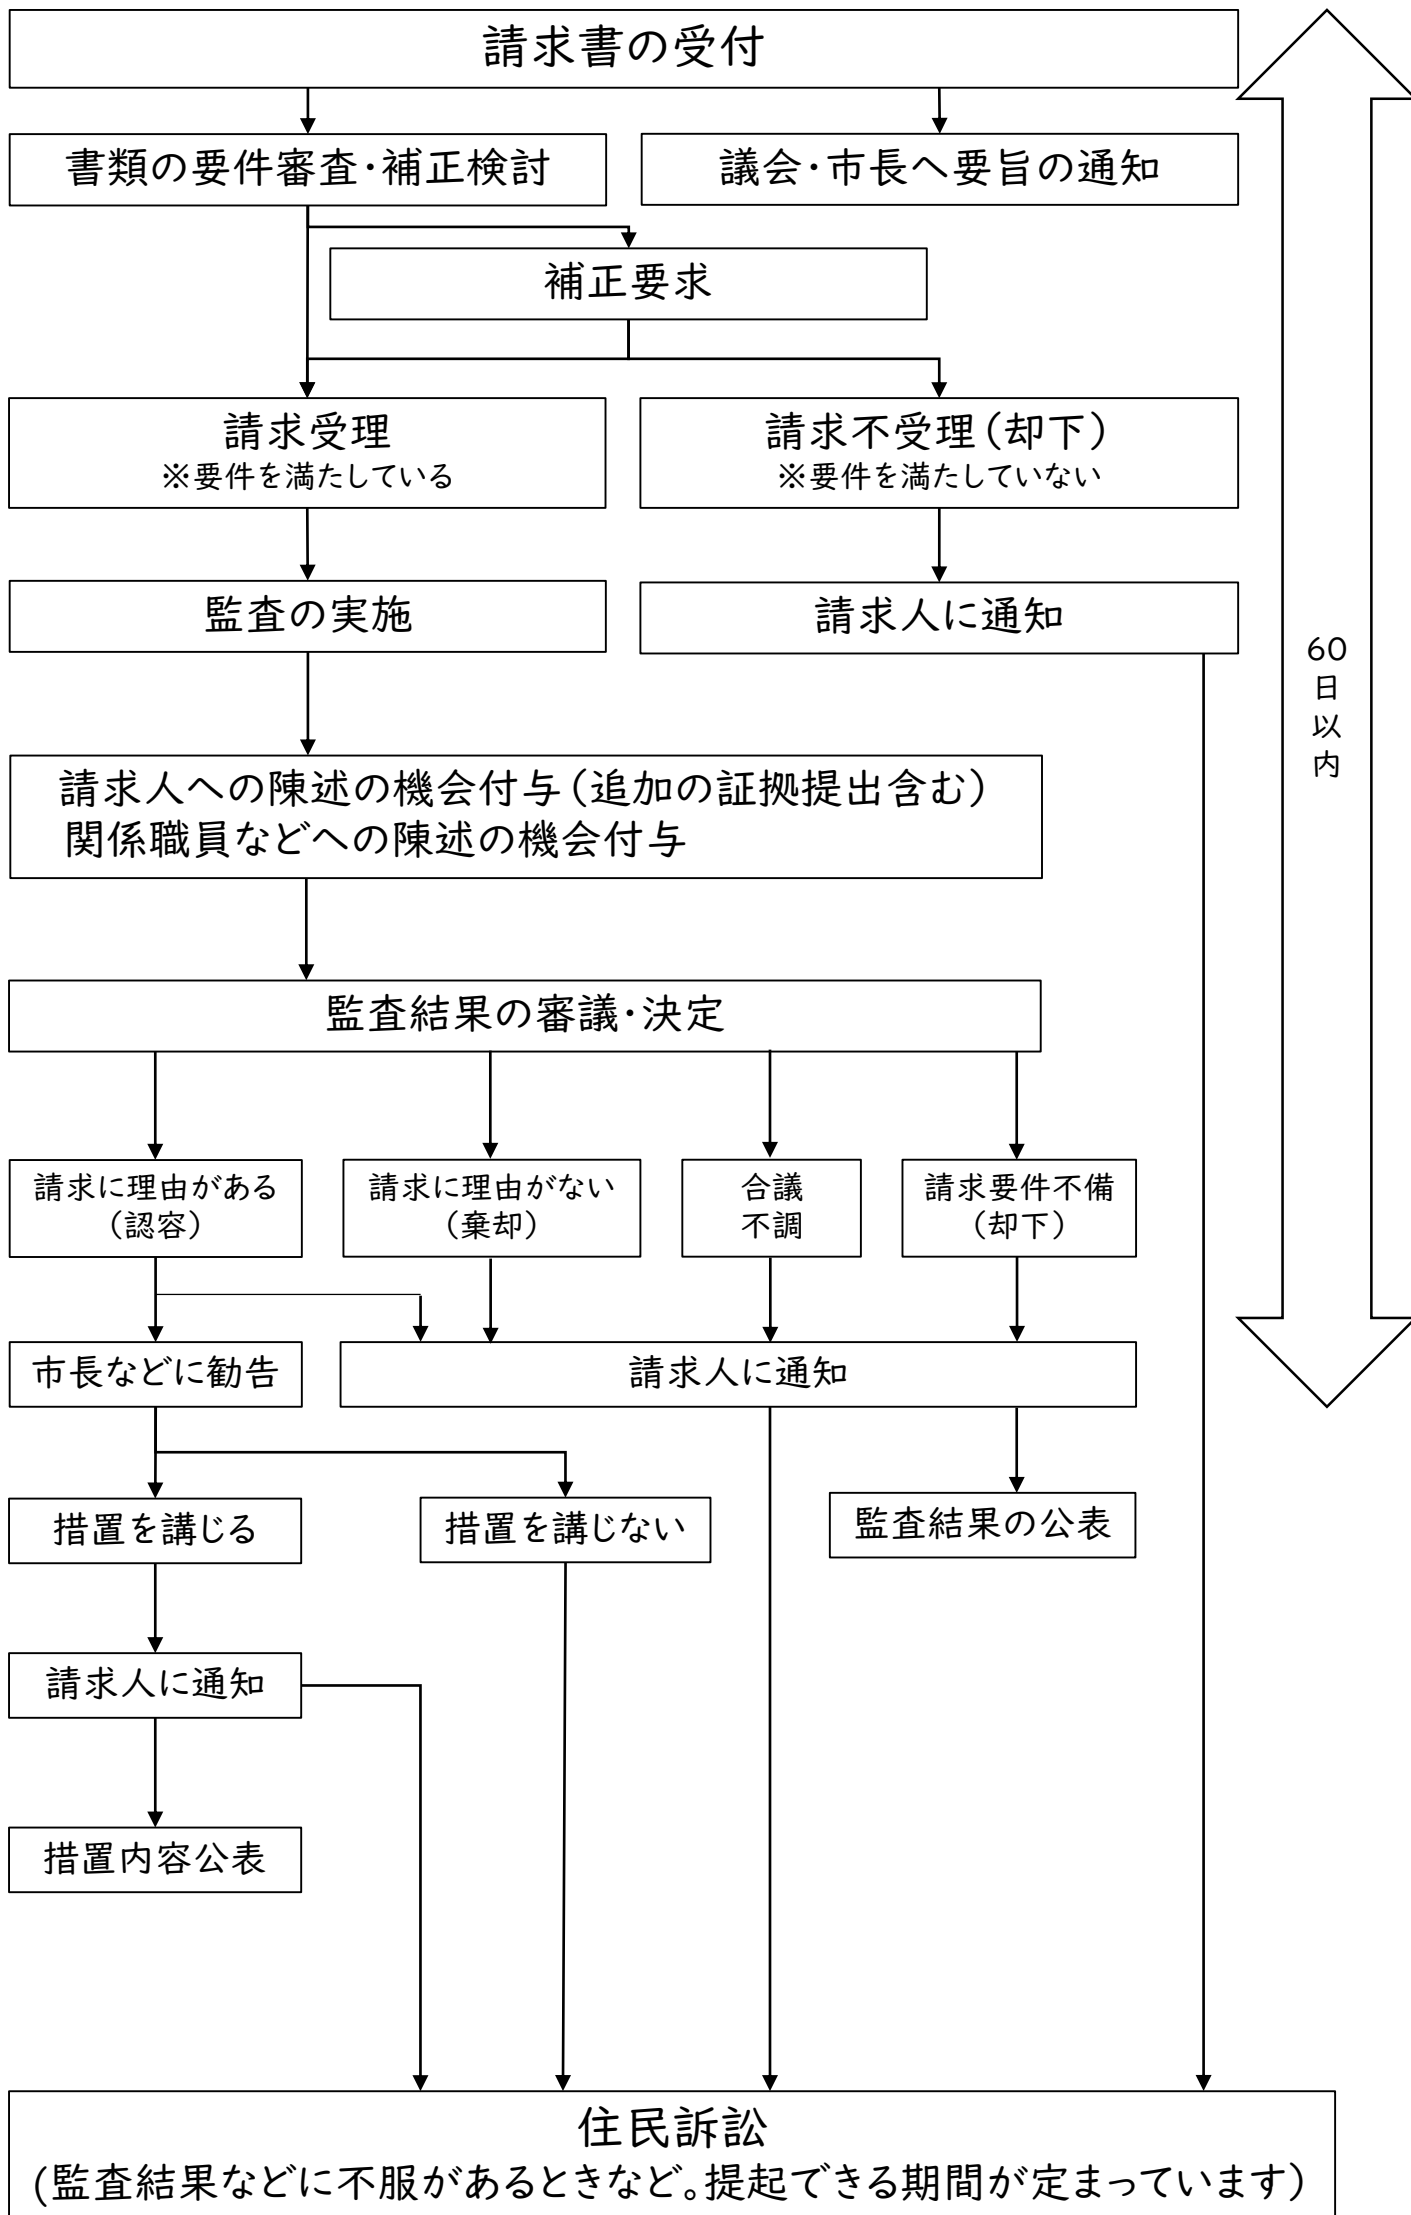 請求書の受付
書類の要件審査・補正検討
議会・市長へ要旨の通知
補正要求
請求受理
※要件を満たしている
請求不受理（却下）
※要件を満たしていない
監査の実施
請求人に通知
60
日
以
内
請求人への陳述の機会付与（追加の証拠提出含む）
関係職員などへの陳述の機会付与
監査結果の審議・決定
請求に理由がある
（認容）
請求に理由がない
（棄却）
合議
不調
請求要件不備
（却下）
市長などに勧告
請求人に通知
措置を講じる
措置を講じない
監査結果の公表
請求人に通知
措置内容公表
住民訴訟
（監査結果などに不服があるときなど。提起できる期間が定まっています）